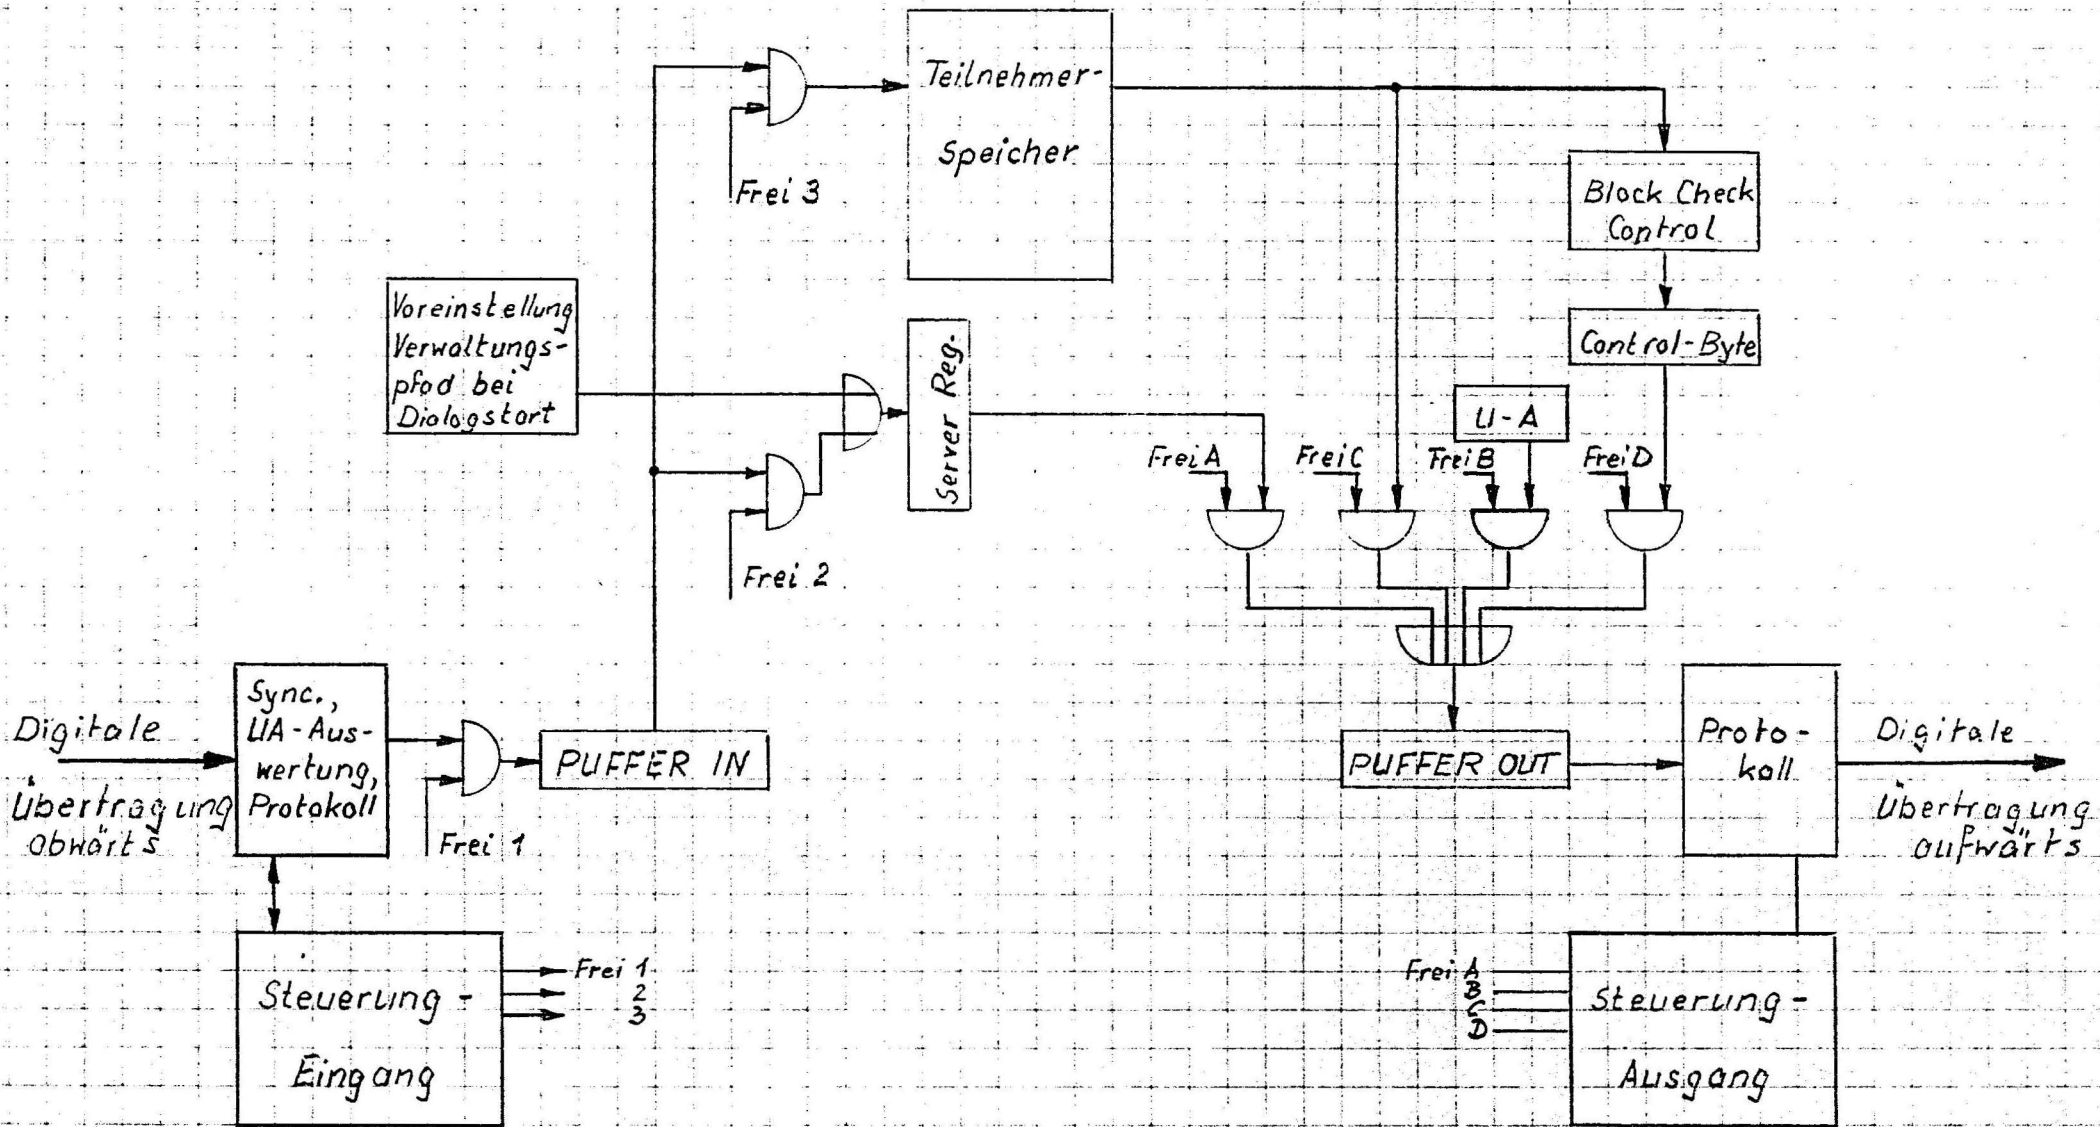 Teilnehmer-
Speicher
Frei 3
Block Check
Control
Voreinstellung
Verwaltungs-
pfad bei
Dialogstart
Server Reg.
Control-Byte
U-A
Frei A
Frei C
Frei B
Frei D
Frei 2
Digitale
Übertragung
abwärts
Sync.,
UA-Aus-
wertung,
Protokoll
Frei 1
PUFFER IN
PUFFER OUT
Proto-
koll
Digitale
Übertragung
aufwärts
Steuerung-
Eingang
Frei 1
2
3
Frei A
B
C
D
Steuerung-
Ausgang